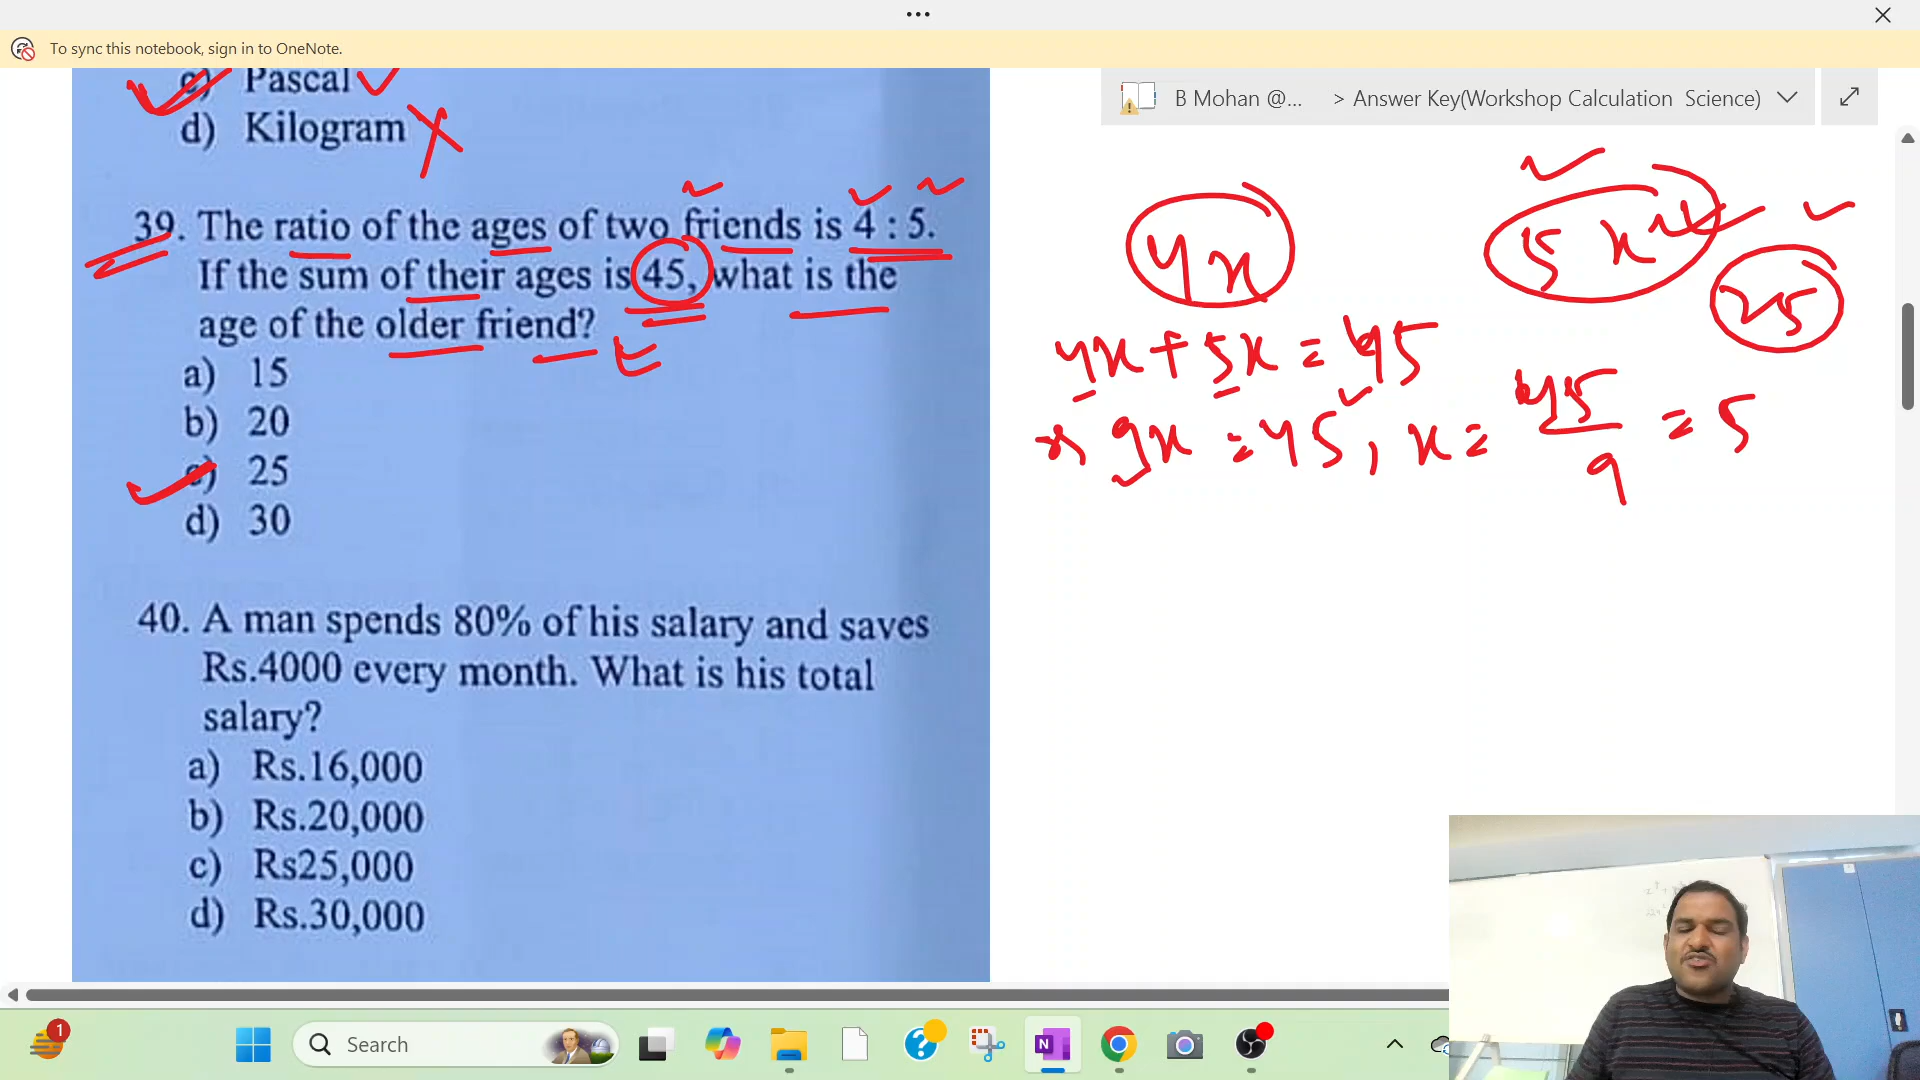 To sync this notebook, sign in to OneNote.
c) Pascal
d) Kilogram
B Mohan @... > Answer Key(Workshop Calculation Science)
39. The ratio of the ages of two friends is 4 : 5.
If the sum of their ages is 45, what is the
age of the older friend?
a) 15
b) 20
c) 25
d) 30
4x 5x
25
4x + 5x = 45
9x = 45, x = 45/9 = 5
40. A man spends 80% of his salary and saves
Rs.4000 every month. What is his total
salary?
a) Rs.16,000
b) Rs.20,000
c) Rs25,000
d) Rs.30,000
1
Search